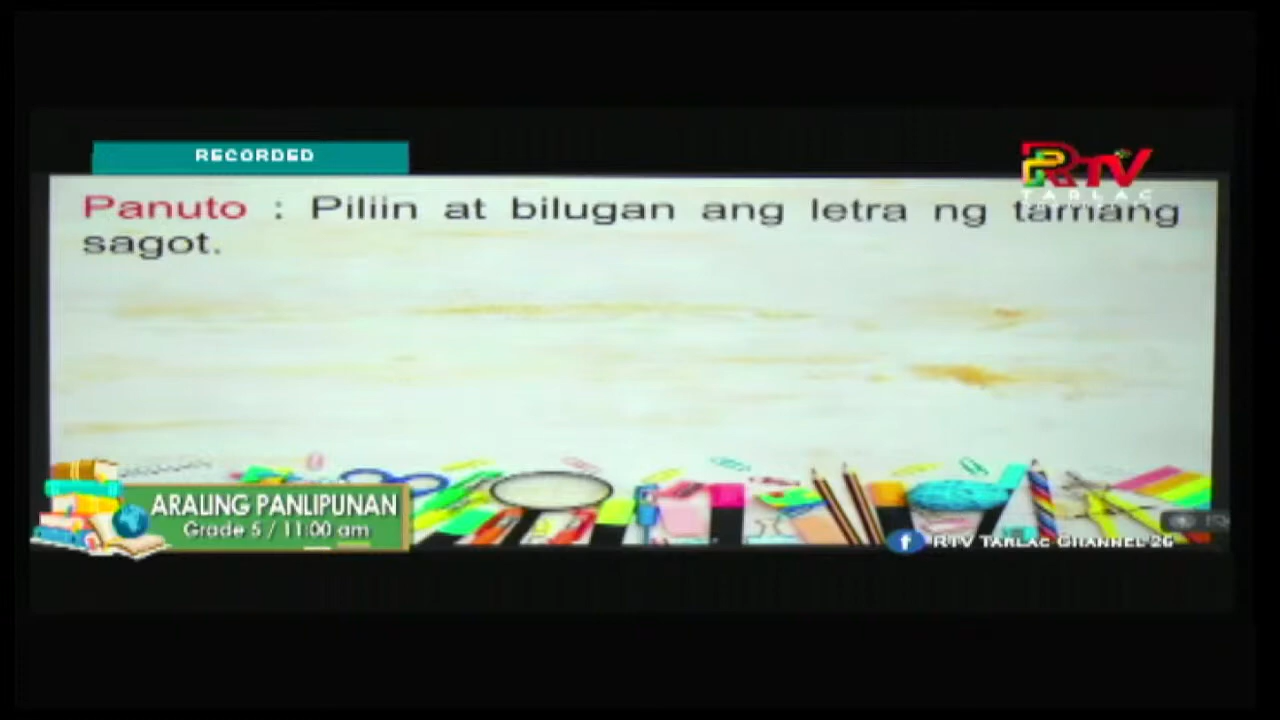 RECORDED
RTV
TARLAC
Panuto : Piliin at bilugan ang letra ng tamang
sagot.
ARALING PANLIPUNAN
Grade 5 / 11:00 am
f RTV TARLAC CHANNEL 26